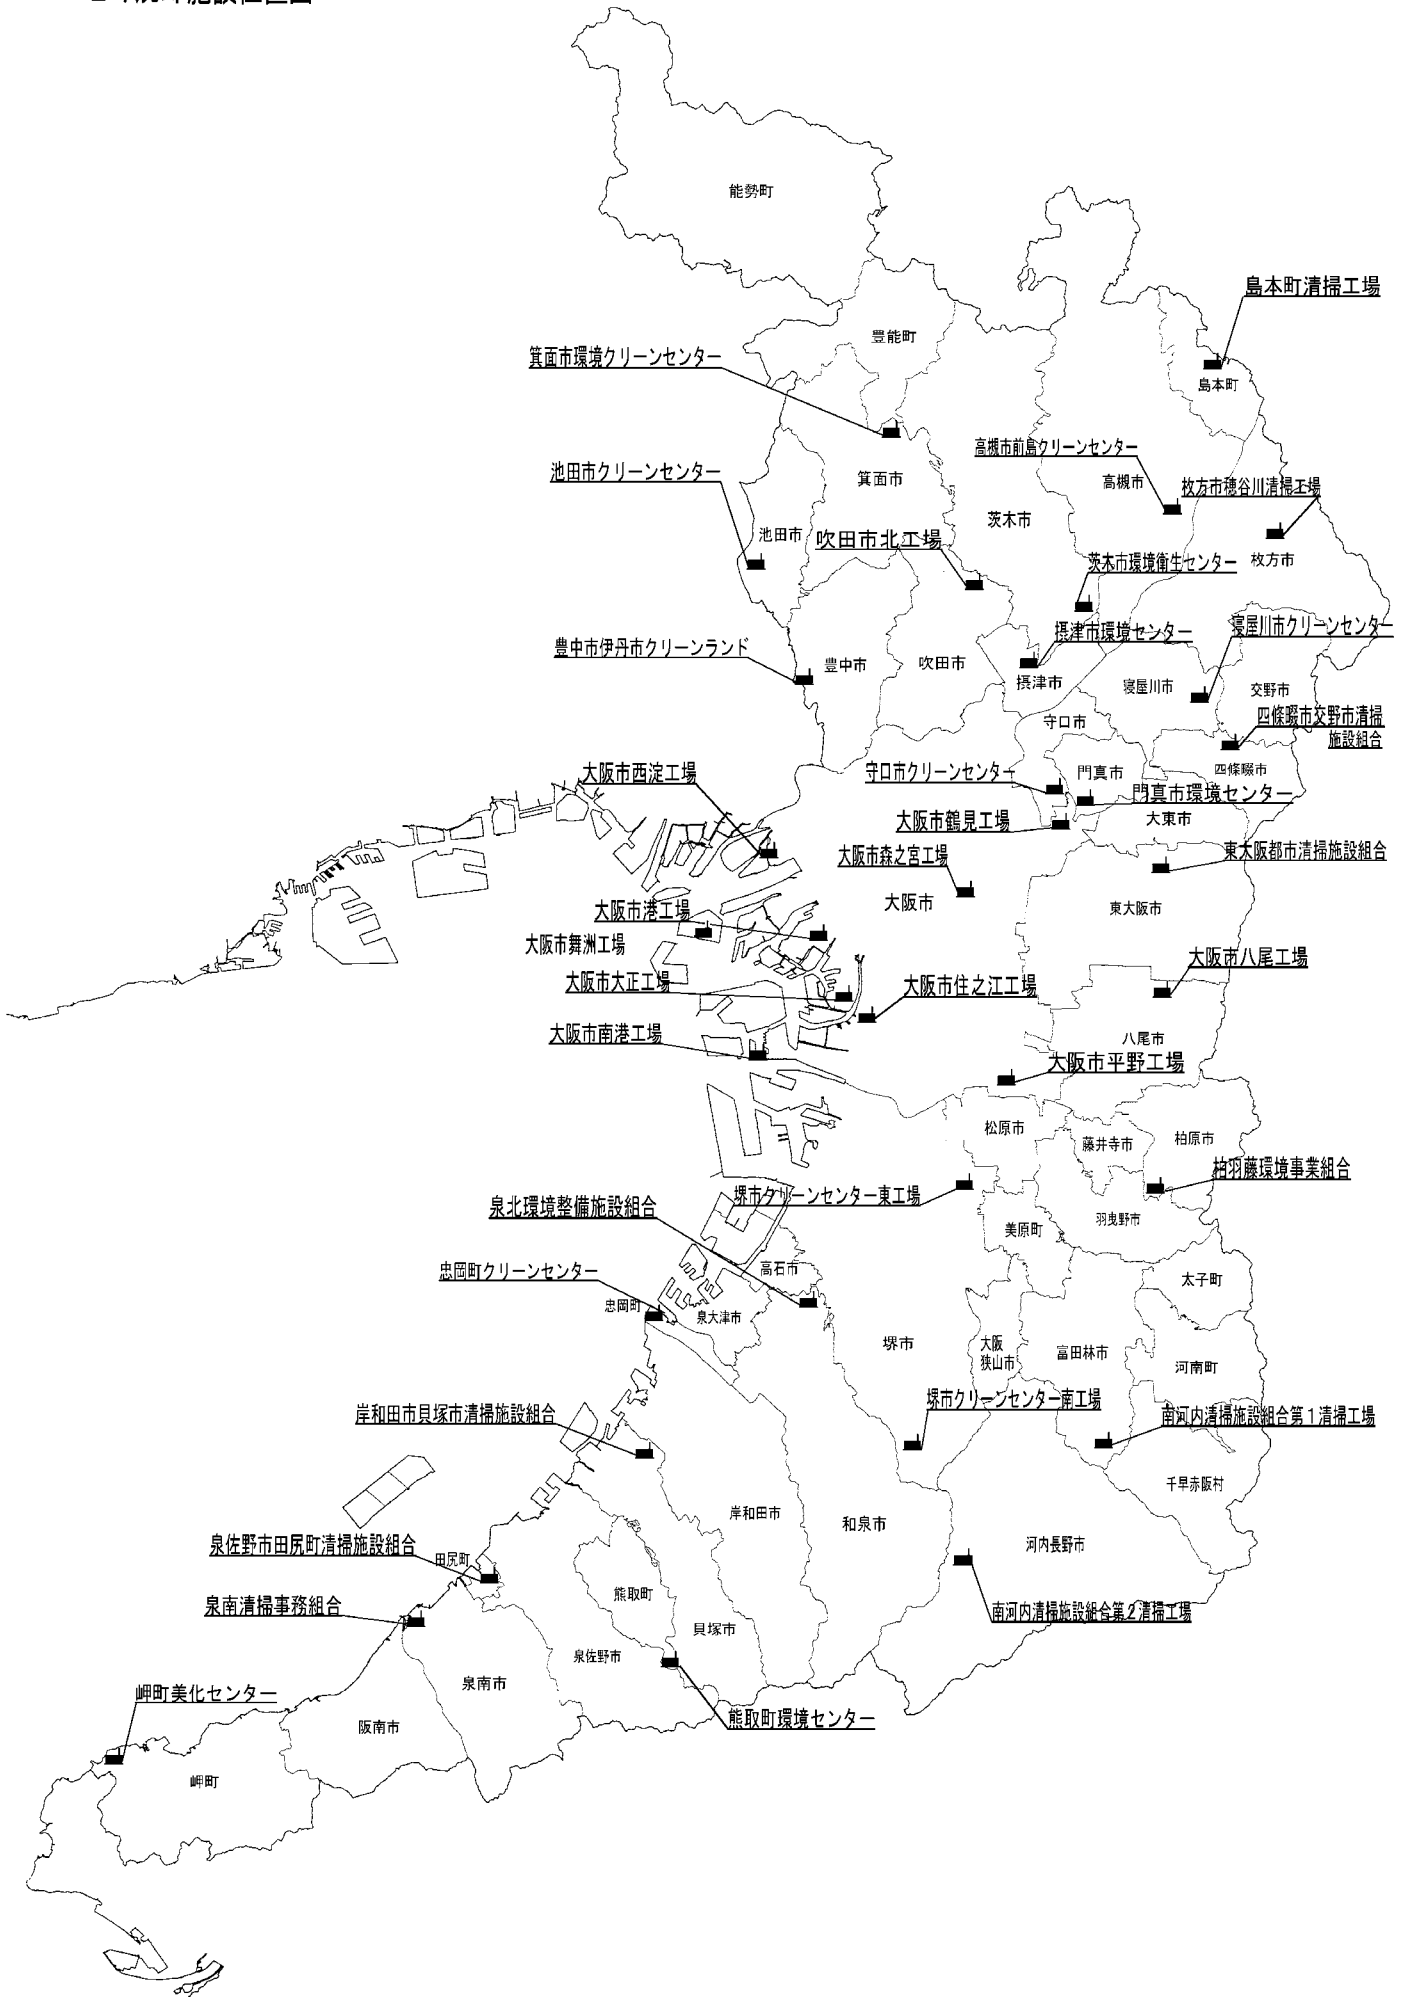 能勢町
島本町清掃工場
豊能町
箕面市環境クリーンセンター
島本町
高槻市前島クリーンセンター
池田市クリーンセンター
箕面市
高槻市
枚方市穂谷川清掃工場
茨木市
池田市
吹田市北工場
茨木市環境衛生センター
枚方市
摂津市環境センター
寝屋川市クリーンセンター
豊中市伊丹市クリーンランド
豊中市
吹田市
摂津市
寝屋川市
交野市
守口市
四條畷市交野市清掃
施設組合
大阪市西淀工場
守口市クリーンセンター
門真市
四條畷市
門真市環境センター
大阪市鶴見工場
大東市
大阪市森之宮工場
東大阪都市清掃施設組合
大阪市
東大阪市
大阪市港工場
大阪市舞洲工場
大阪市八尾工場
大阪市大正工場
大阪市住之江工場
大阪市南港工場
八尾市
大阪市平野工場
松原市
藤井寺市
柏原市
柏羽藤環境事業組合
堺市クリーンセンター東工場
泉北環境整備施設組合
美原町
羽曳野市
高石市
忠岡町クリーンセンター
太子町
忠岡町
泉大津市
堺市
大阪
狭山市
富田林市
河南町
岸和田市貝塚市清掃施設組合
堺市クリーンセンター南工場
南河内清掃施設組合第1清掃工場
千早赤阪村
岸和田市
和泉市
泉佐野市田尻町清掃施設組合
田尻町
河内長野市
熊取町
泉南清掃事務組合
南河内清掃施設組合第2清掃工場
貝塚市
泉佐野市
泉南市
岬町美化センター
熊取町環境センター
阪南市
岬町